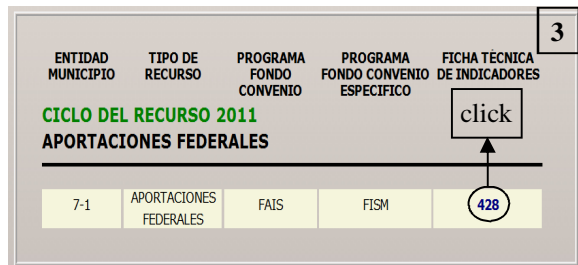 3
ENTIDAD MUNICIPIO
TIPO DE RECURSO
PROGRAMA FONDO CONVENIO
PROGRAMA FONDO CONVENIO ESPECIFICO
FICHA TÉCNICA DE INDICADORES
CICLO DEL RECURSO 2011
click
APORTACIONES FEDERALES
7-1
APORTACIONES FEDERALES
FAIS
FISM
428